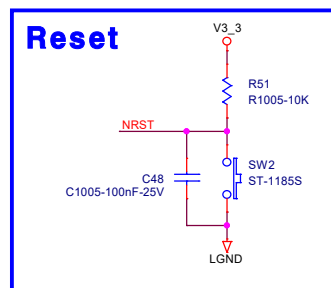 Reset
V3_3
R51
R1005-10K
NRST
C48
C1005-100nF-25V
SW2
ST-1185S
LGND